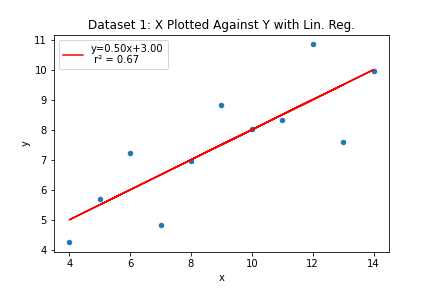 Dataset 1: X Plotted Against Y with Lin. Reg.
y=0.50x+3.00
r² = 0.67
11
10
9
8
7
6
5
4
y
4 6 8 10 12 14
x